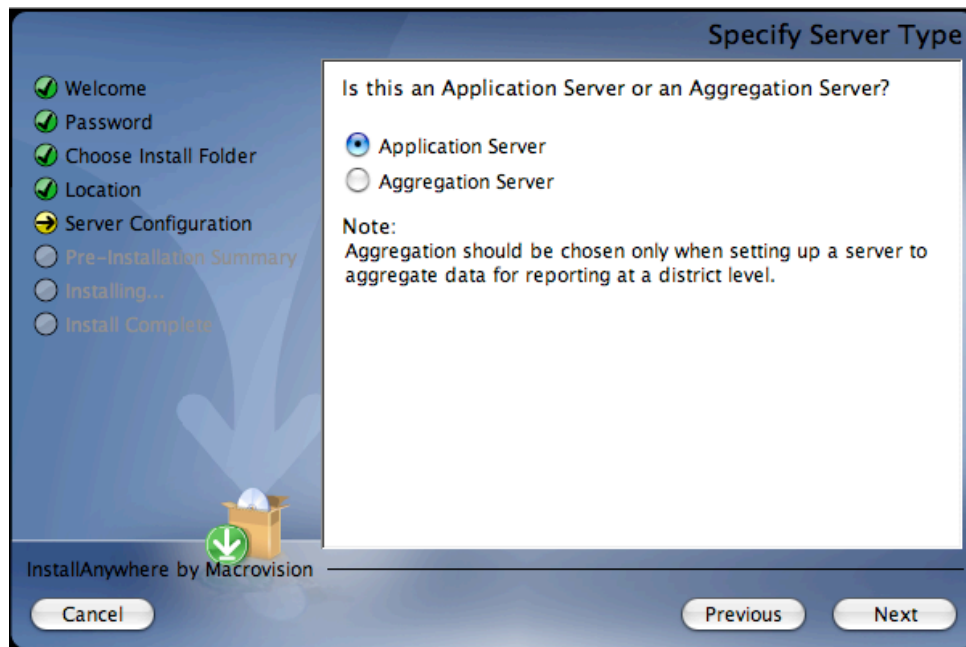 Specify Server Type
Welcome
Password
Choose Install Folder
Location
Server Configuration
Pre-Installation Summary
Installing...
Install Complete
Is this an Application Server or an Aggregation Server?
Application Server
Aggregation Server
Note:
Aggregation should be chosen only when setting up a server to
aggregate data for reporting at a district level.
InstallAnywhere by Macrovision
Cancel
Previous
Next